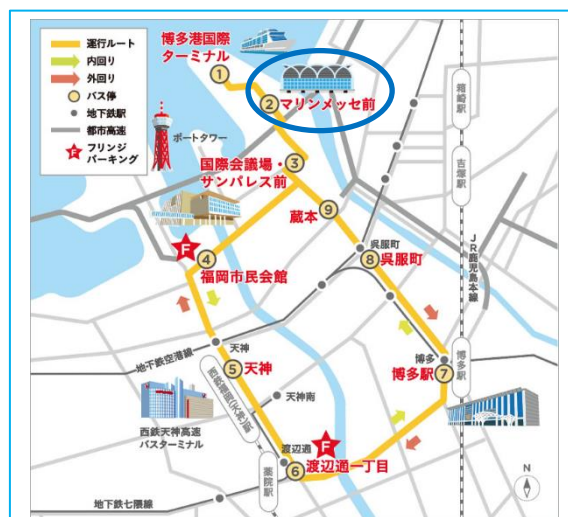 運行ルート
内回り
外回り
バス停
地下鉄駅
都市高速
F フリンジ
パーキング
博多港国際
ターミナル
①
② マリンメッセ前
ポートタワー
③
国際会議場・
サンパレス前
⑨
蔵本
箱崎駅
吉塚駅
JR鹿児島本線
F
④
福岡市民会館
呉服町
⑧ 呉服町
地下鉄空港線
天神
⑤ 天神
西鉄福岡(天神)駅
天神南
博多
博多駅 ⑦
博多駅
西鉄天神高速
バスターミナル
F
渡辺通
⑥ 渡辺通一丁目
薬院駅
地下鉄七隈線
N